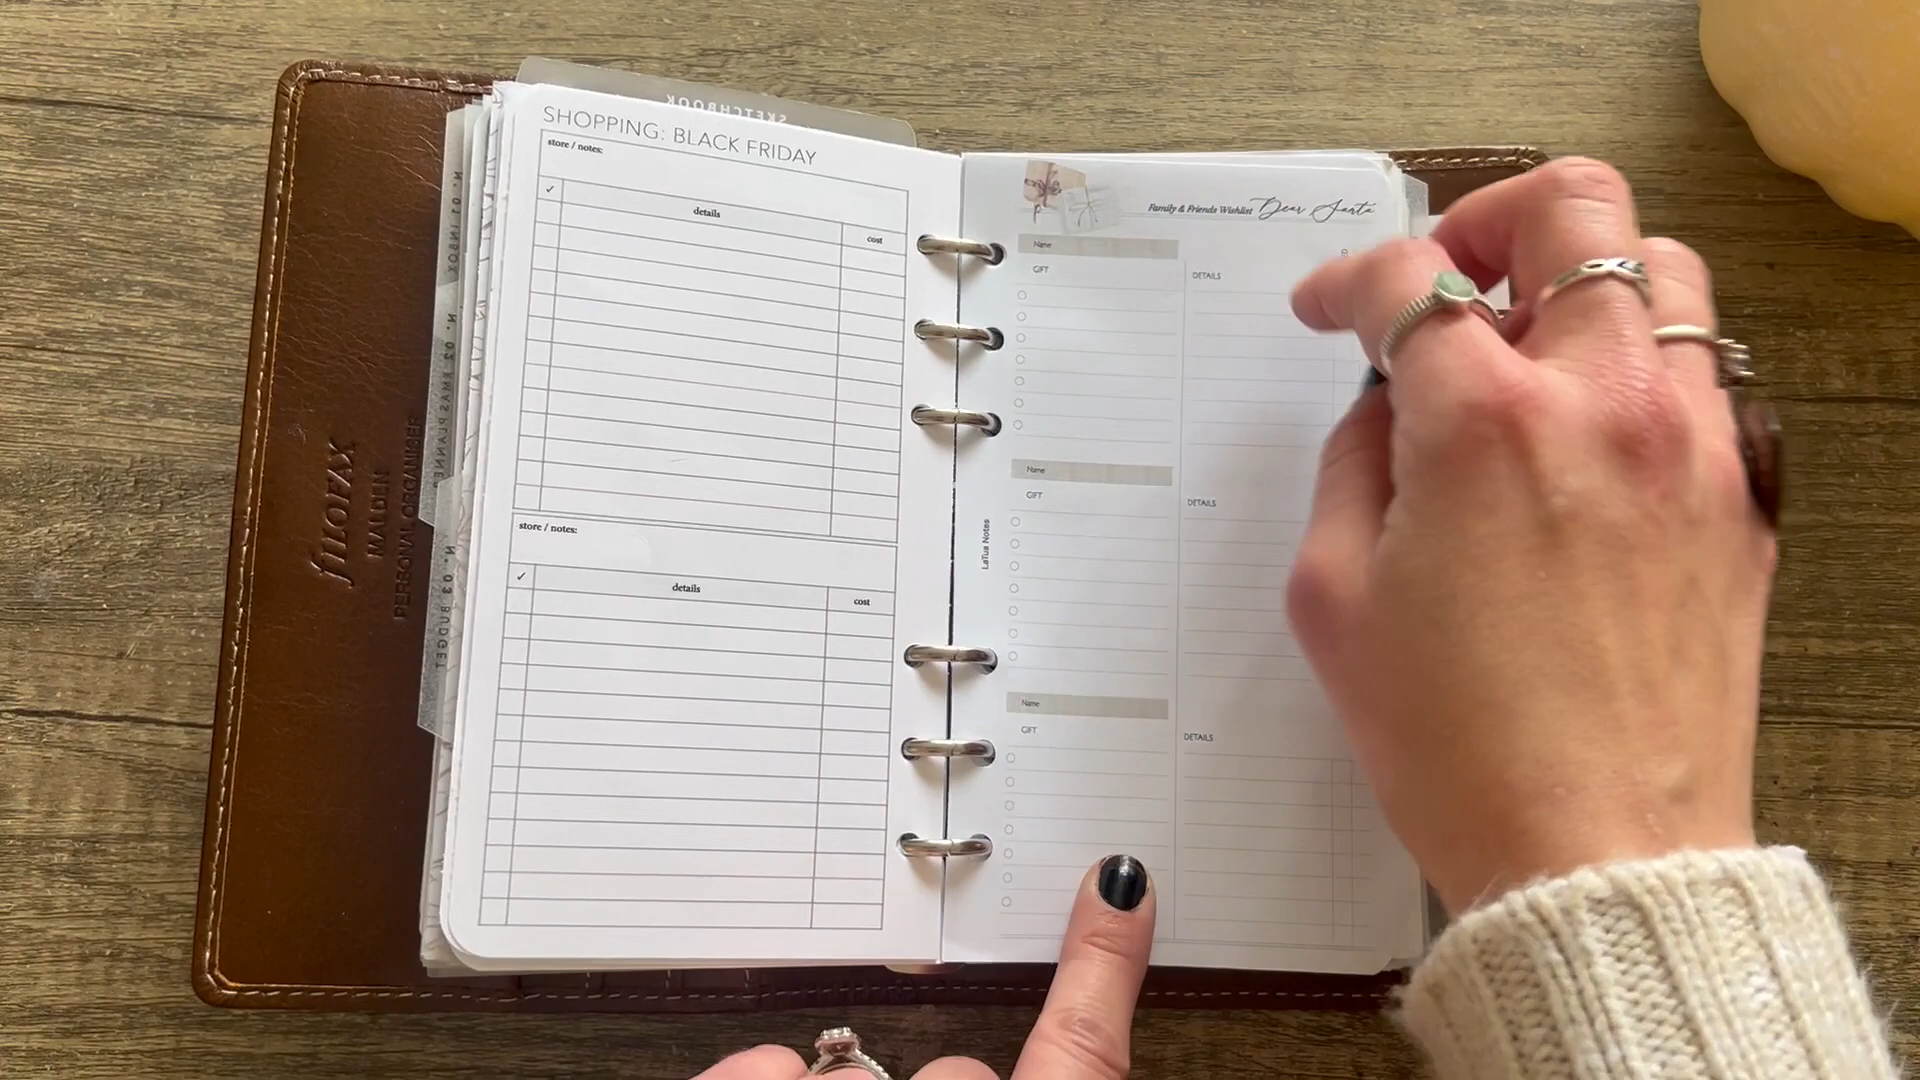 SKETCHBOOK
N. 01 INBOX
N. 02 XMAS PLANNER
N. 03 BUDGET
fiLOFAX
MALDEN
PERSONAL ORGANISER
SHOPPING: BLACK FRIDAY
store / notes:
✓ details cost
store / notes:
✓ details cost
Family & Friends Wishlist Dear Santa
Name
GIFT DETAILS
Name
GIFT DETAILS
LaTua Notes
Name
GIFT DETAILS